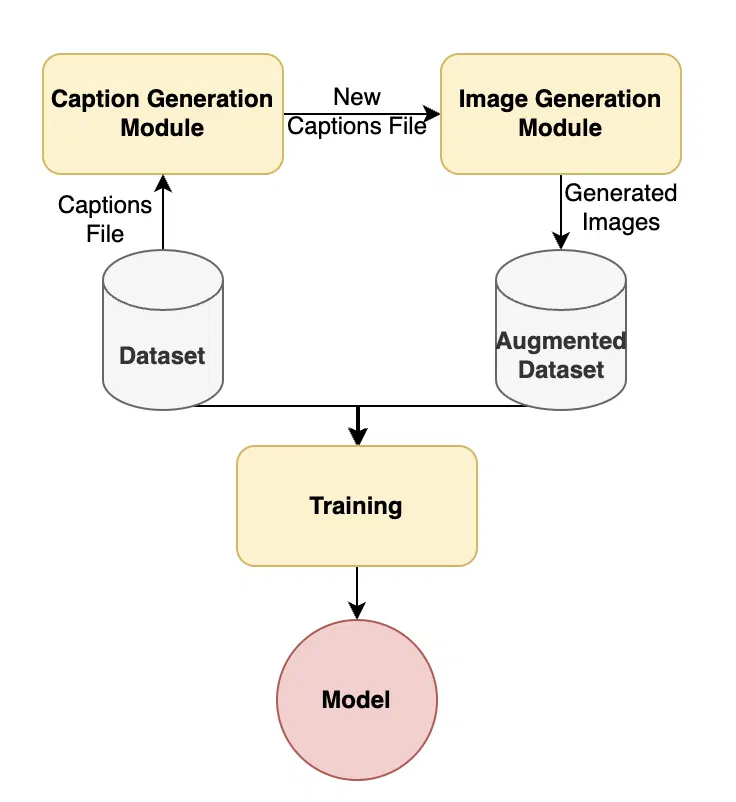 Caption Generation
Module
New
Captions File
Image Generation
Module
Captions
File
Generated
Images
Dataset
Augmented
Dataset
Training
Model